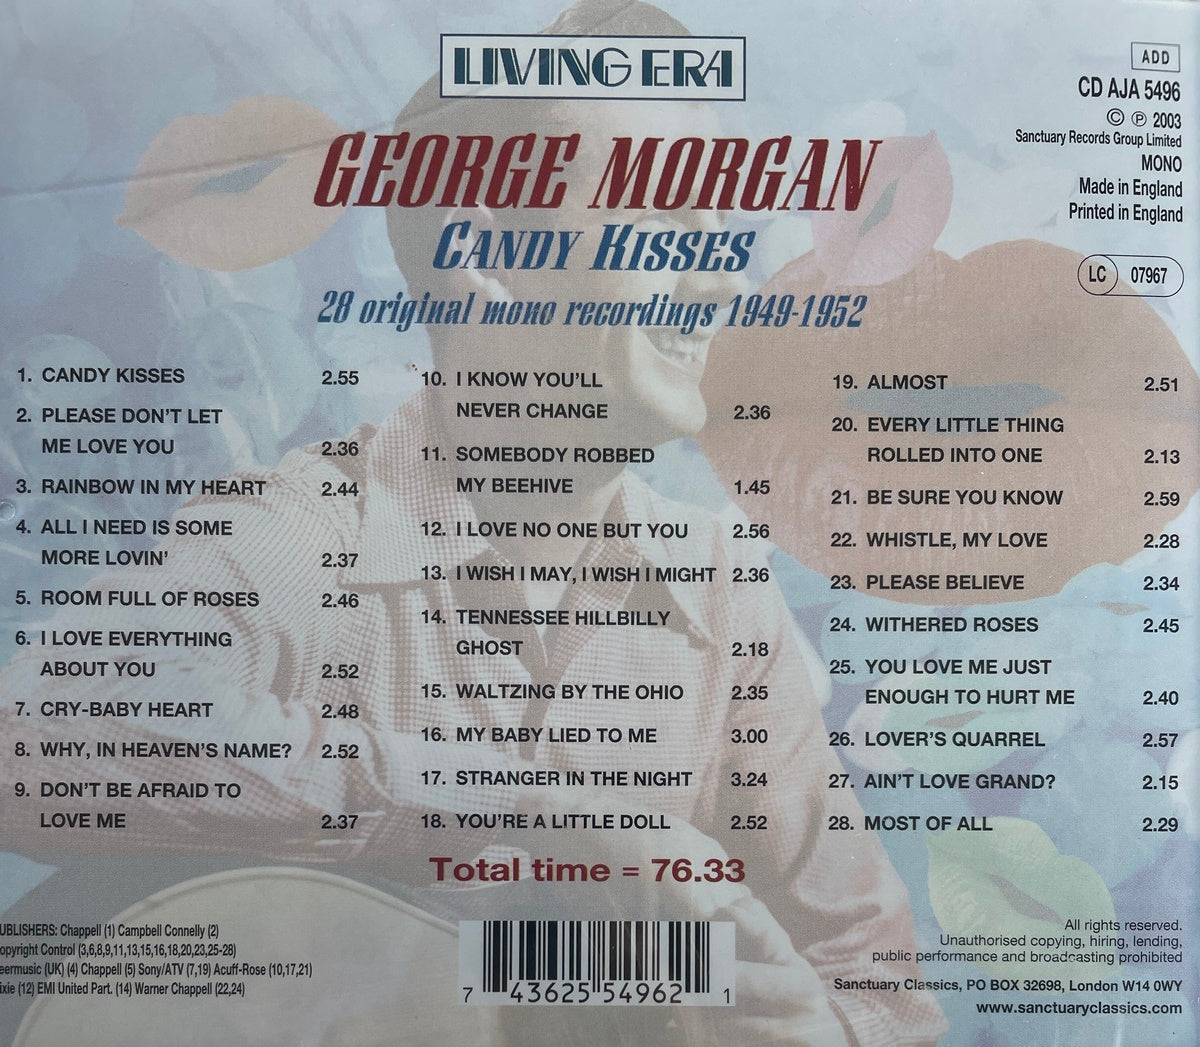 LIVING ERA
ADD
CD AJA 5496
© ℗ 2003
Sanctuary Records Group Limited
MONO
Made in England
Printed in England
LC 07967
GEORGE MORGAN
CANDY KISSES
28 original mono recordings 1949-1952
1. CANDY KISSES 2.55
2. PLEASE DON'T LET
ME LOVE YOU 2.36
3. RAINBOW IN MY HEART 2.44
4. ALL I NEED IS SOME
MORE LOVIN' 2.37
5. ROOM FULL OF ROSES 2.46
6. I LOVE EVERYTHING
ABOUT YOU 2.52
7. CRY-BABY HEART 2.48
8. WHY, IN HEAVEN'S NAME? 2.52
9. DON'T BE AFRAID TO
LOVE ME 2.37
10. I KNOW YOU'LL
NEVER CHANGE 2.36
11. SOMEBODY ROBBED
MY BEEHIVE 1.45
12. I LOVE NO ONE BUT YOU 2.56
13. I WISH I MAY, I WISH I MIGHT 2.36
14. TENNESSEE HILLBILLY
GHOST 2.18
15. WALTZING BY THE OHIO 2.35
16. MY BABY LIED TO ME 3.00
17. STRANGER IN THE NIGHT 3.24
18. YOU'RE A LITTLE DOLL 2.52
19. ALMOST 2.51
20. EVERY LITTLE THING
ROLLED INTO ONE 2.13
21. BE SURE YOU KNOW 2.59
22. WHISTLE, MY LOVE 2.28
23. PLEASE BELIEVE 2.34
24. WITHERED ROSES 2.45
25. YOU LOVE ME JUST
ENOUGH TO HURT ME 2.40
26. LOVER'S QUARREL 2.57
27. AIN'T LOVE GRAND? 2.15
28. MOST OF ALL 2.29
Total time = 76.33
UBLISHERS: Chappell (1) Campbell Connelly (2)
opyright Control (3,6,8,9,11,13,15,16,18,20,23,25-28)
eermusic (UK) (4) Chappell (5) Sony/ATV (7,19) Acuff-Rose (10,17,21)
ixie (12) EMI United Part. (14) Warner Chappell (22,24)
7 43625 54962 1
All rights reserved.
Unauthorised copying, hiring, lending,
public performance and broadcasting prohibited
Sanctuary Classics, PO BOX 32698, London W14 0WY
www.sanctuaryclassics.com